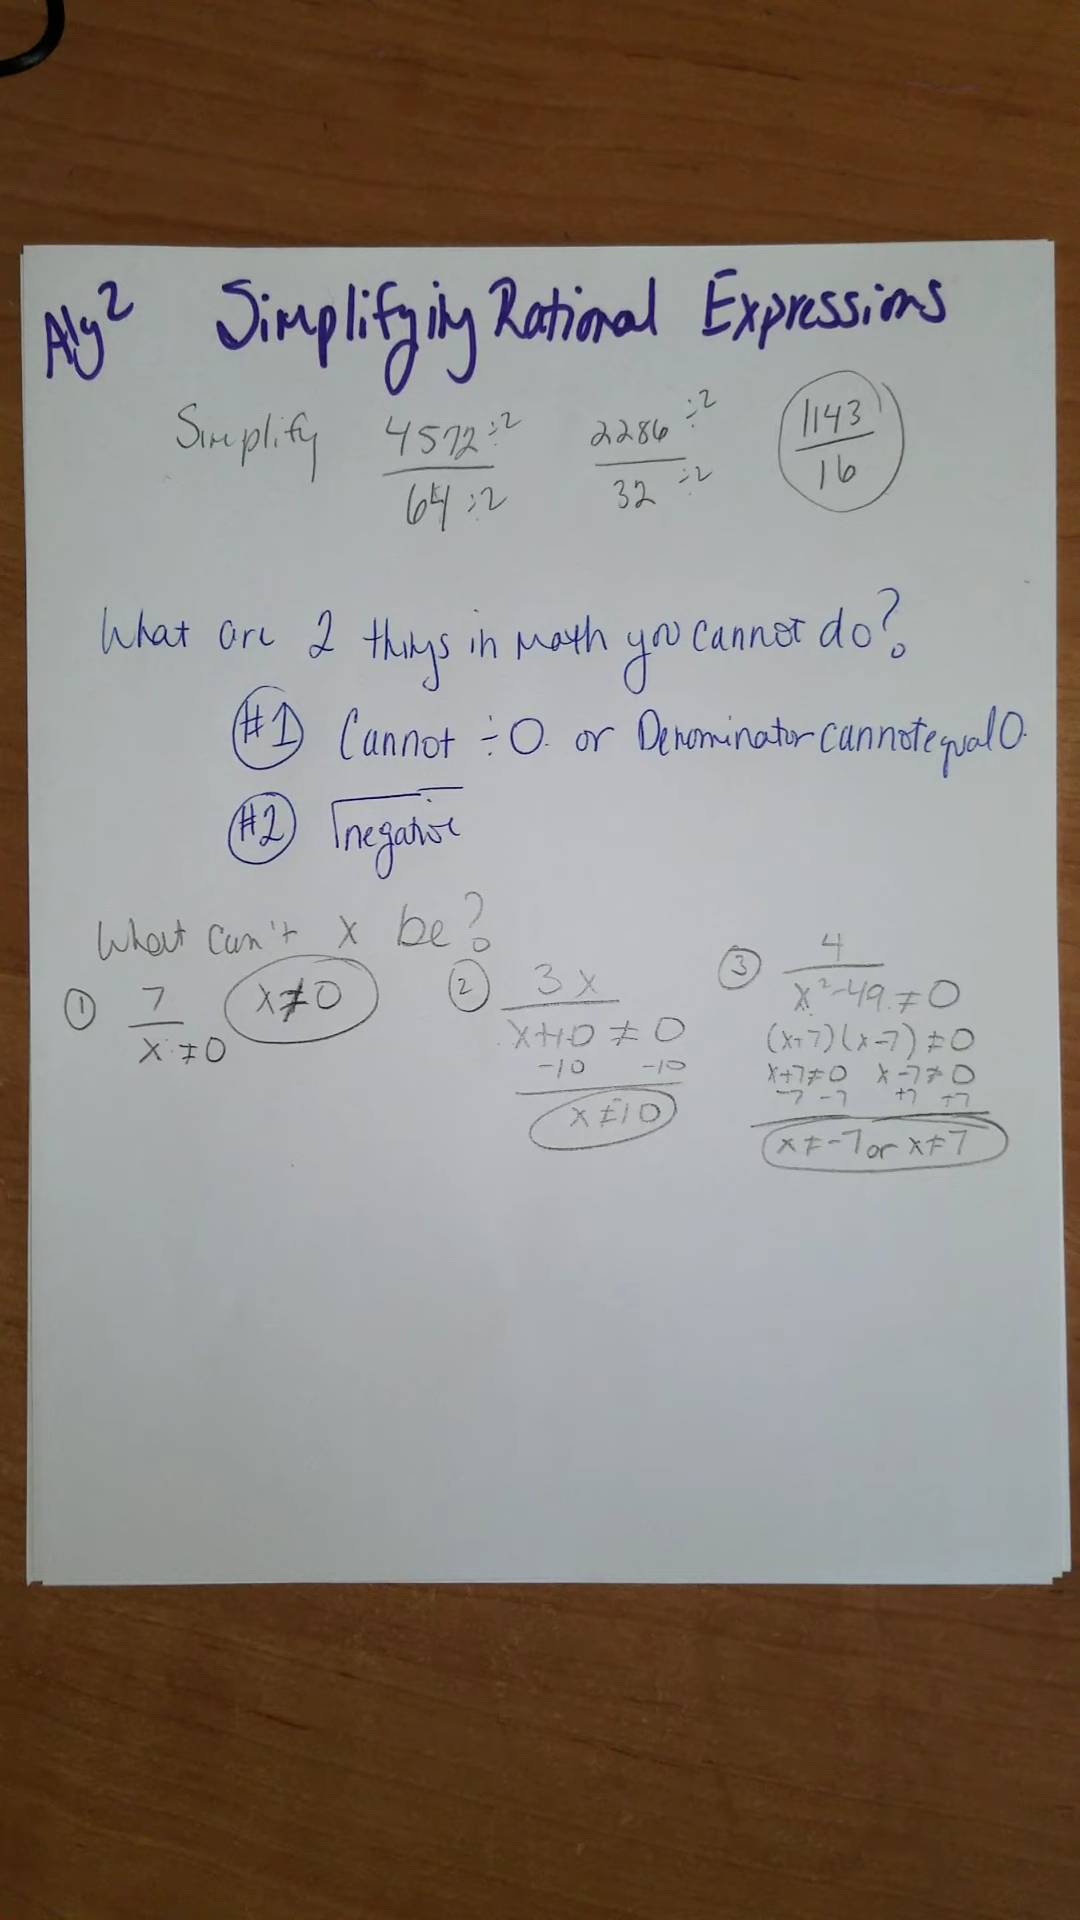 Alg2 Simplifying Rational Expressions
Simplify 4572÷2/64÷2 2286÷2/32÷2 1143/16
What are 2 things in math you cannot do?
#1 Cannot ÷0. or Denominator cannot equal 0.
#2 √negative
What can't x be?
① 7/x ≠0 x≠0
② 3x/x+10 ≠ 0
-10 -10
x≠-10
③ 4/x²-49 ≠0
(x+7)(x-7)≠0
x+7≠0 x-7≠0
-7 -7 +7 +7
x≠-7 or x≠7